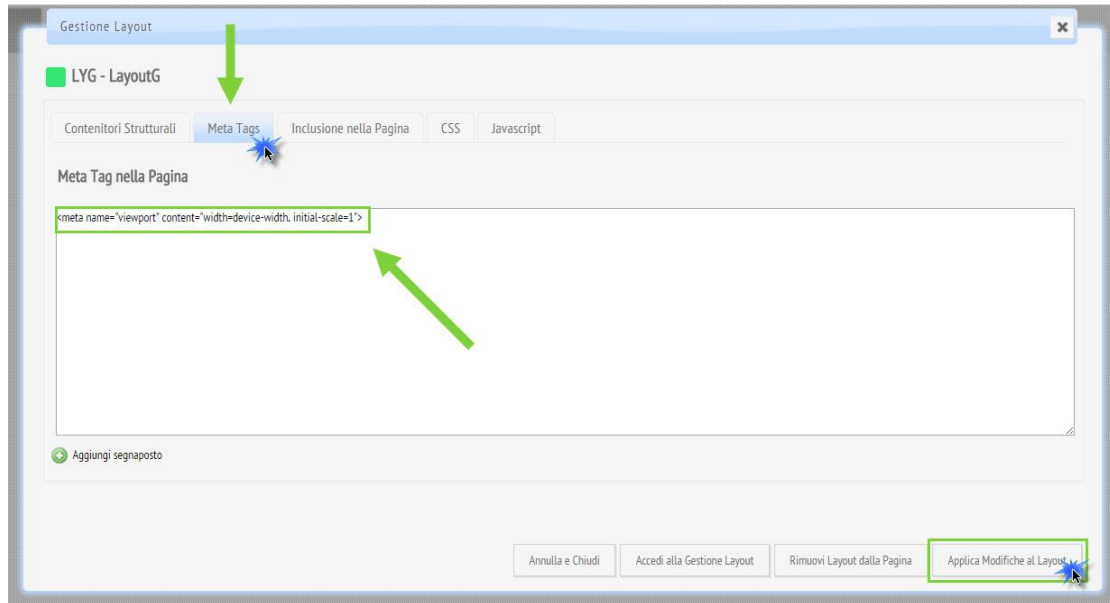 Gestione Layout
LYG - LayoutG
Contenitori Strutturali Meta Tags Inclusione nella Pagina CSS Javascript
Meta Tag nella Pagina
<meta name="viewport" content="width=device-width, initial-scale=1">
Aggiungi segnaposto
Annulla e Chiudi Accedi alla Gestione Layout Rimuovi Layout dalla Pagina Applica Modifiche al Layout